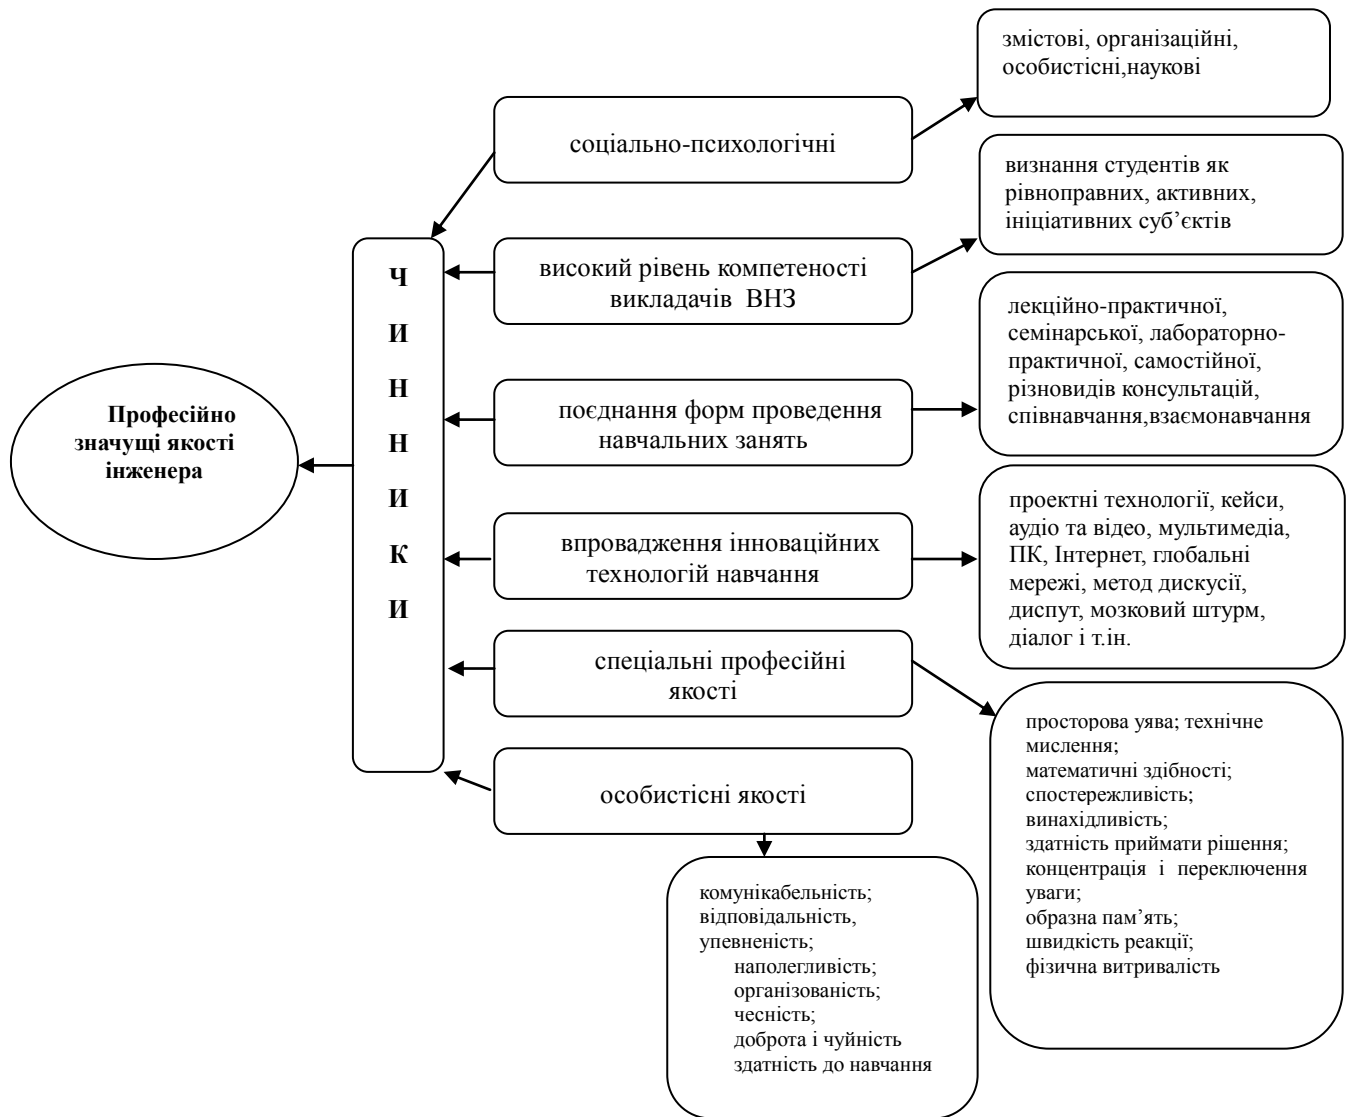 змістові, організаційні,
особистісні,наукові
соціально-психологічні
визнання студентів як
рівноправних, активних,
ініціативних суб’єктів
високий рівень компетеності
викладачів ВНЗ
лекційно-практичної,
семінарської, лабораторно-
практичної, самостійної,
різновидів консультацій,
співнавчання,взаємонавчання
поєднання форм проведення
навчальних занять
Ч
И
Н
Н
И
К
И
Професійно
значущі якості
інженера
впровадження інноваційних
технологій навчання
проектні технології, кейси,
аудіо та відео, мультимедіа,
ПК, Інтернет, глобальні
мережі, метод дискусії,
диспут, мозковий штурм,
діалог і т.ін.
спеціальні професійні
якості
просторова уява; технічне
мислення;
математичні здібності;
спостережливість;
винахідливість;
здатність приймати рішення;
концентрація і переключення
уваги;
образна пам’ять;
швидкість реакції;
фізична витривалість
особистісні якості
комунікабельність;
відповідальність,
упевненість;
наполегливість;
організованість;
чесність;
доброта і чуйність
здатність до навчання